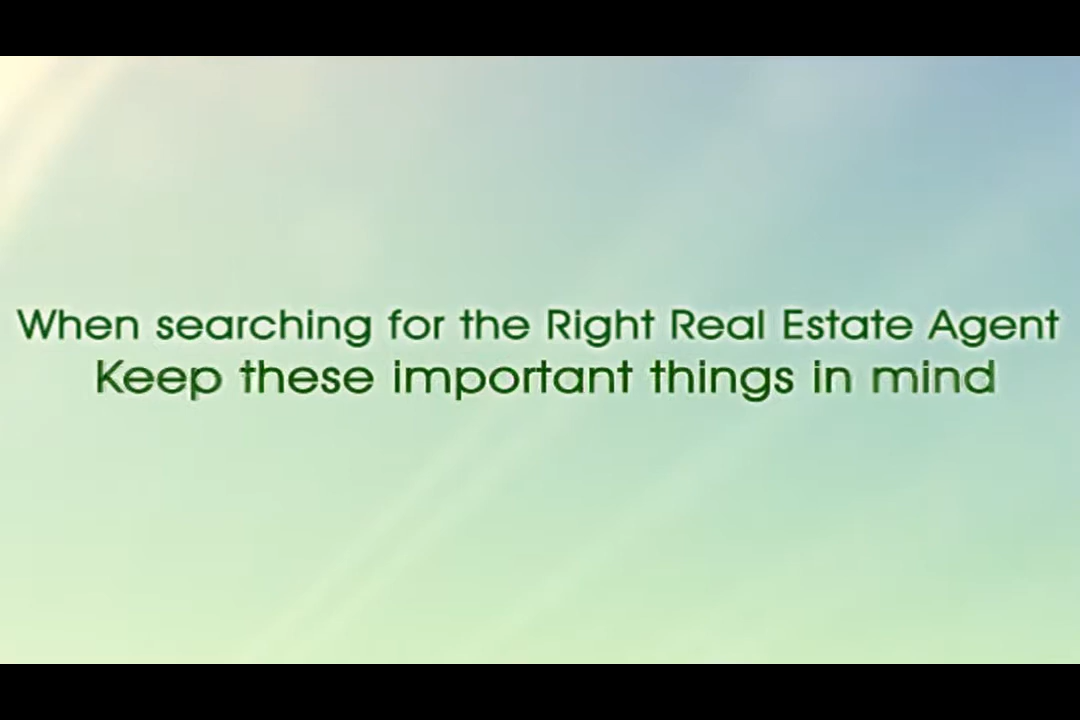 When searching for the Right Real Estate Agent
Keep these important things in mind